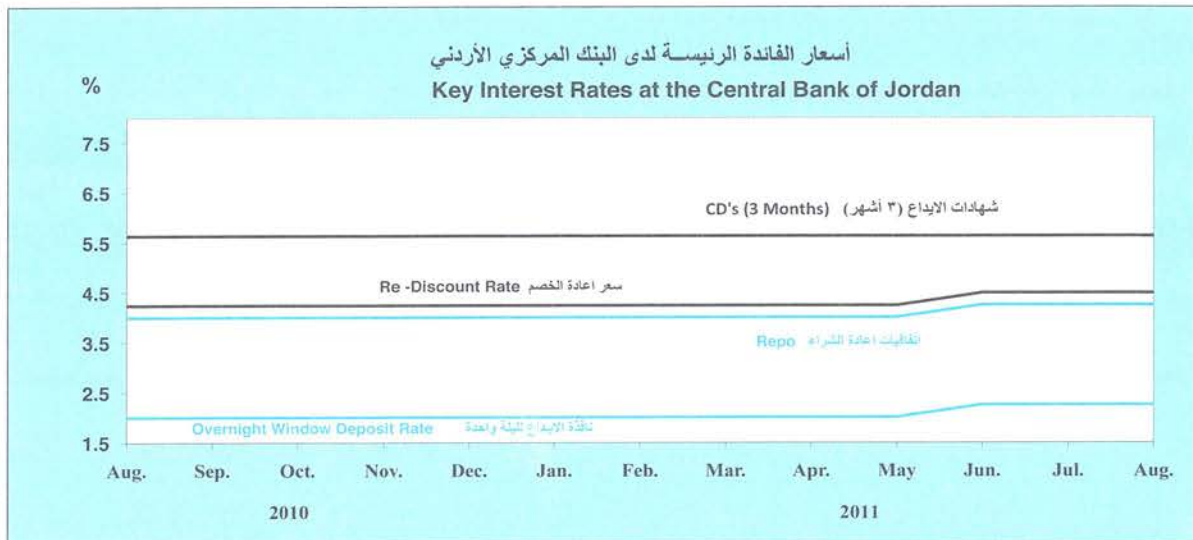 أسعار الفائدة الرئيســة لدى البنك المركزي الأردني
%
Key Interest Rates at the Central Bank of Jordan
7.5
6.5
CD's (3 Months) شهادات الايداع (٣ أشهر)
5.5
Re -Discount Rate سعر اعادة الخصم
4.5
3.5
Repo اتفاقيات اعادة الشراء
2.5
Overnight Window Deposit Rate نافذة الايداع لليلة واحدة
1.5
Aug. Sep. Oct. Nov. Dec. Jan. Feb. Mar. Apr. May Jun. Jul. Aug.
2010 2011